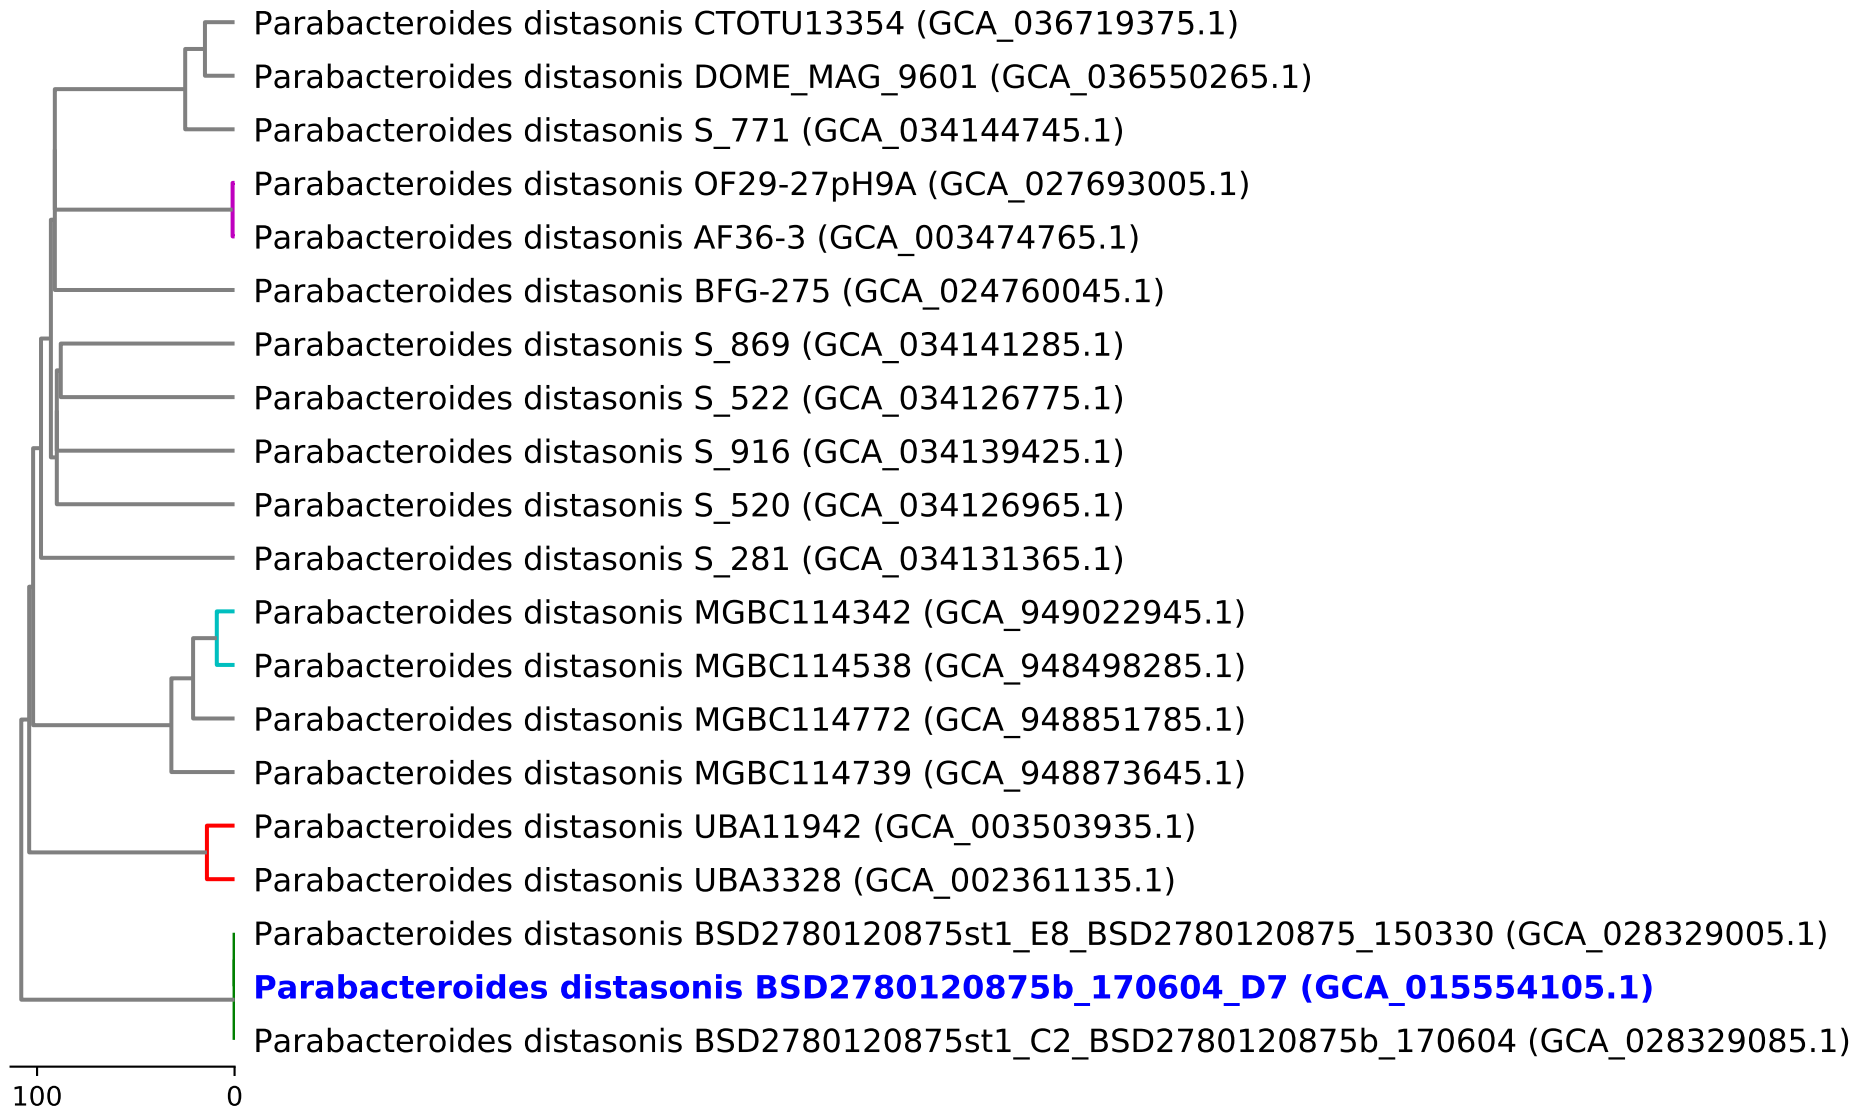 Parabacteroides distasonis CTOTU13354 (GCA_036719375.1)
Parabacteroides distasonis DOME_MAG_9601 (GCA_036550265.1)
Parabacteroides distasonis S_771 (GCA_034144745.1)
Parabacteroides distasonis OF29-27pH9A (GCA_027693005.1)
Parabacteroides distasonis AF36-3 (GCA_003474765.1)
Parabacteroides distasonis BFG-275 (GCA_024760045.1)
Parabacteroides distasonis S_869 (GCA_034141285.1)
Parabacteroides distasonis S_522 (GCA_034126775.1)
Parabacteroides distasonis S_916 (GCA_034139425.1)
Parabacteroides distasonis S_520 (GCA_034126965.1)
Parabacteroides distasonis S_281 (GCA_034131365.1)
Parabacteroides distasonis MGBC114342 (GCA_949022945.1)
Parabacteroides distasonis MGBC114538 (GCA_948498285.1)
Parabacteroides distasonis MGBC114772 (GCA_948851785.1)
Parabacteroides distasonis MGBC114739 (GCA_948873645.1)
Parabacteroides distasonis UBA11942 (GCA_003503935.1)
Parabacteroides distasonis UBA3328 (GCA_002361135.1)
Parabacteroides distasonis BSD2780120875st1_E8_BSD2780120875_150330 (GCA_028329005.1)
Parabacteroides distasonis BSD2780120875b_170604_D7 (GCA_015554105.1)
Parabacteroides distasonis BSD2780120875st1_C2_BSD2780120875b_170604 (GCA_028329085.1)
100 0